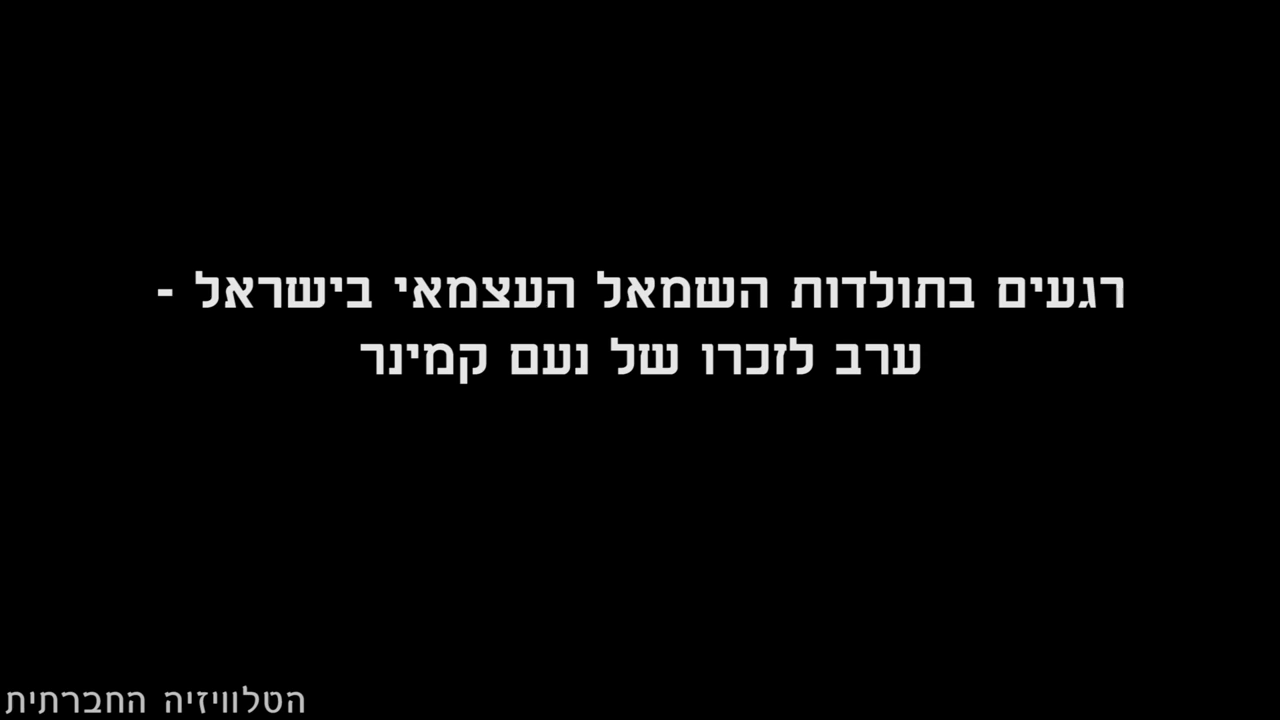 רגעים בתולדות השמאל העצמאי בישראל -
ערב לזכרו של נעם קמינר
הטלוויזיה החברתית